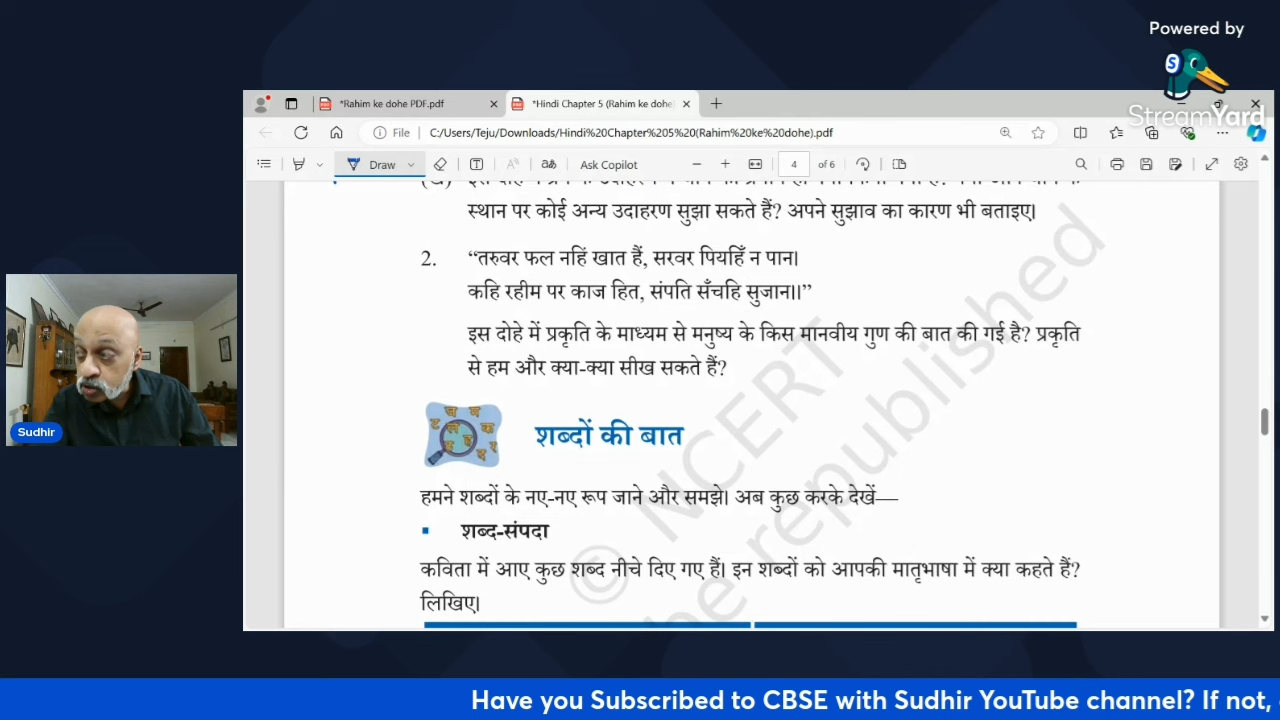 Powered by
StreamYard
*Rahim ke dohe PDF.pdf
*Hindi Chapter 5 (Rahim ke dohe)
File
C:/Users/Teju/Downloads/Hindi%20Chapter%205%20(Rahim%20ke%20dohe).pdf
Draw
Ask Copilot
4
of 6
स्थान पर कोई अन्य उदाहरण सुझा सकते हैं? अपने सुझाव का कारण भी बताइए।
2. “तरुवर फल नहिं खात हैं, सरवर पियहिँ न पान।
कहि रहीम पर काज हित, संपति सँचहि सुजान।।”
इस दोहे में प्रकृति के माध्यम से मनुष्य के किस मानवीय गुण की बात की गई है? प्रकृति
से हम और क्या-क्या सीख सकते हैं?
शब्दों की बात
हमने शब्दों के नए-नए रूप जाने और समझे। अब कुछ करके देखें—
शब्द-संपदा
कविता में आए कुछ शब्द नीचे दिए गए हैं। इन शब्दों को आपकी मातृभाषा में क्या कहते हैं?
लिखिए।
© NCERT
be republished
Sudhir
Have you Subscribed to CBSE with Sudhir YouTube channel? If not,